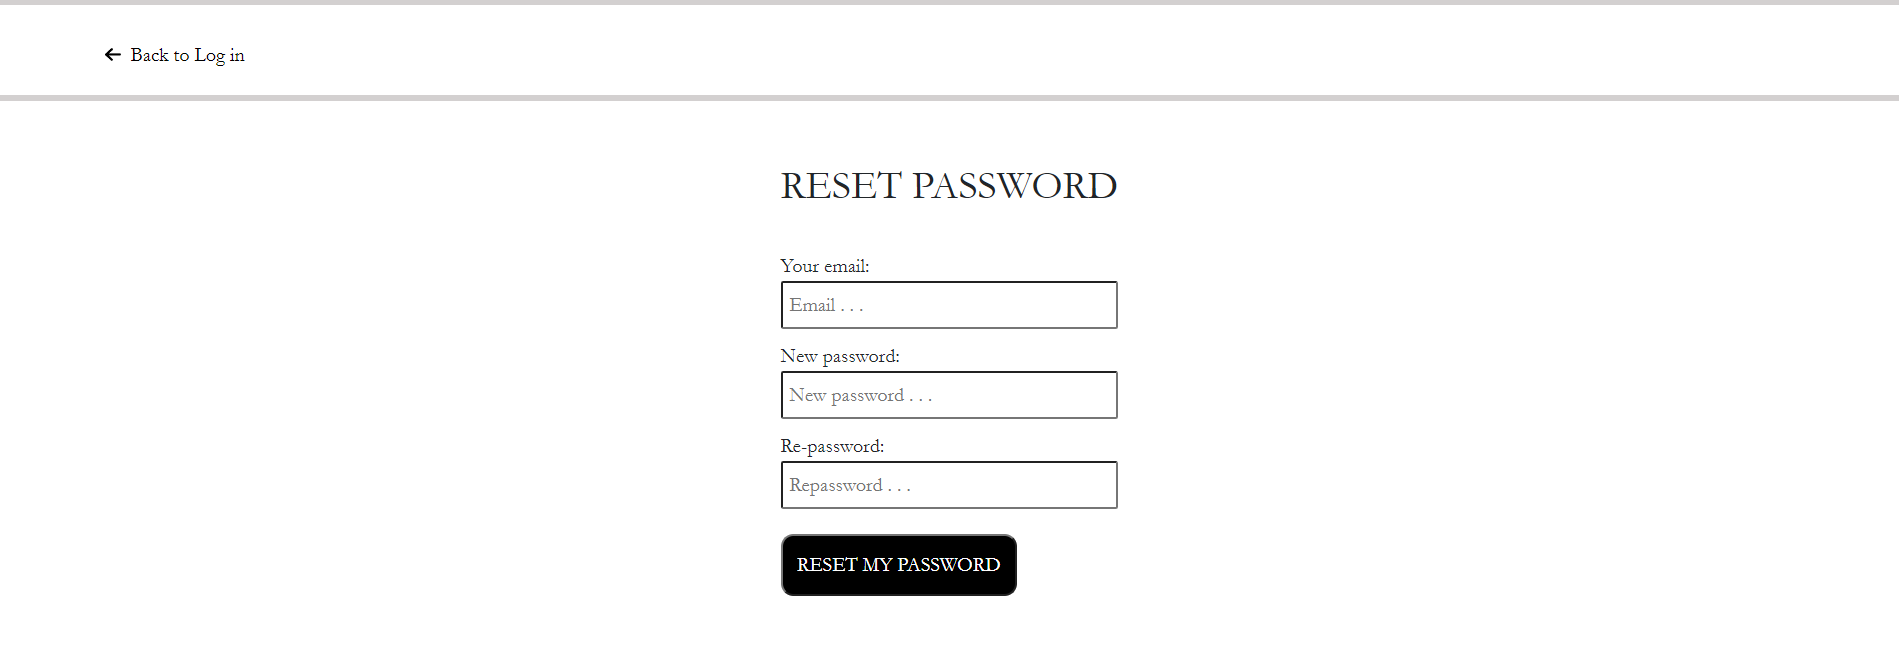 Back to Log in
RESET PASSWORD
Your email:
Email . . .
New password:
New password . . .
Re-password:
Repassword . . .
RESET MY PASSWORD